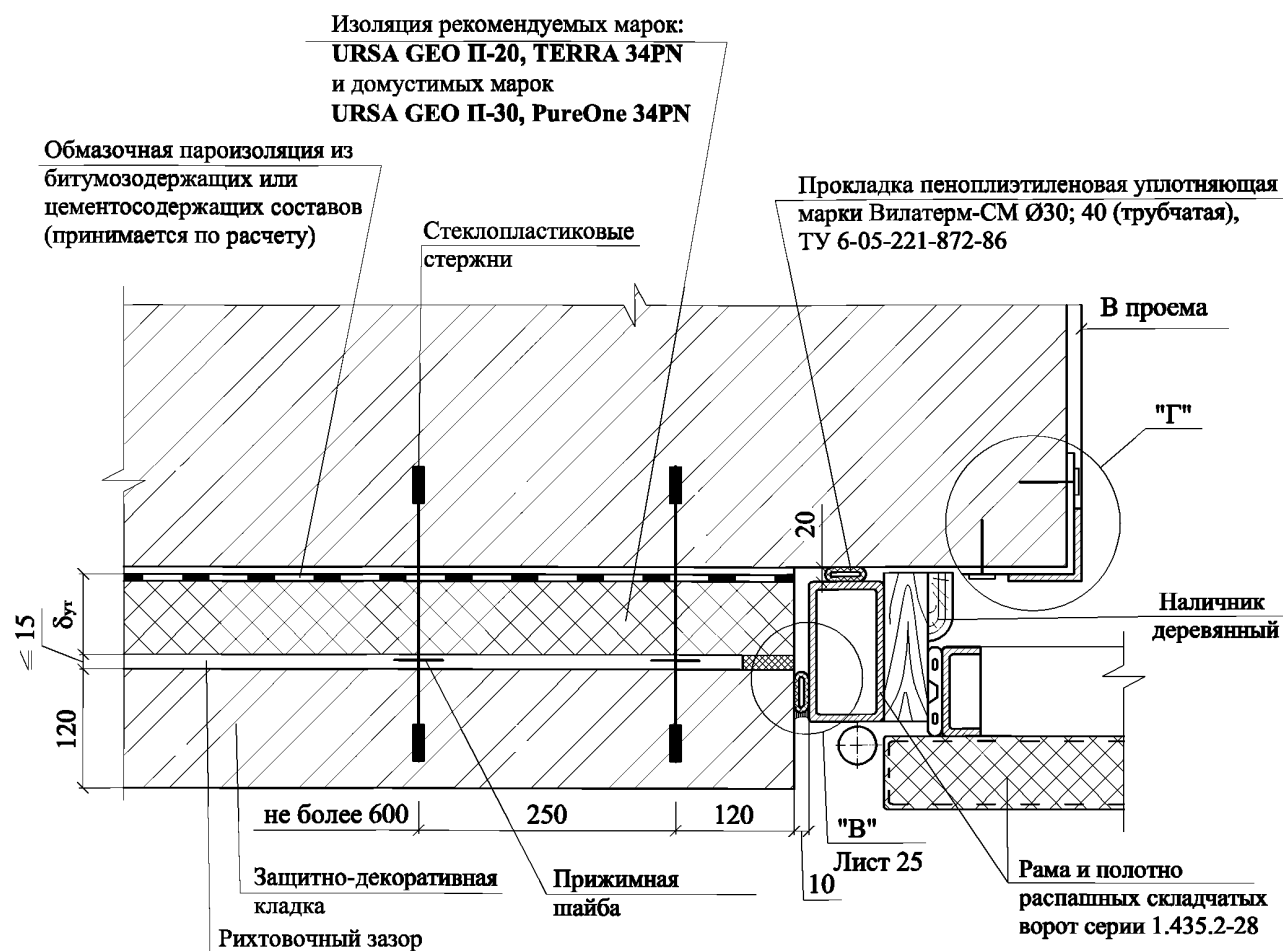 Изоляция рекомендуемых марок:
URSA GEO П-20, TERRA 34PN
и домустимых марок
URSA GEO П-30, PureOne 34PN
Обмазочная пароизоляция из
битумозодержащих или
цементосодержащих составов
(принимается по расчету)
Стеклопластиковые
стержни
Прокладка пеноплиэтиленовая уплотняющая
марки Вилатерм-СМ Ø30; 40 (трубчатая),
ТУ 6-05-221-872-86
В проема
"Г"
20
Наличник
деревянный
δут
≤ 15
120
не более 600
250
120
10
"В"
Лист 25
Защитно-декоративная
кладка
Прижимная
шайба
Рихтовочный зазор
Рама и полотно
распашных складчатых
ворот серии 1.435.2-28